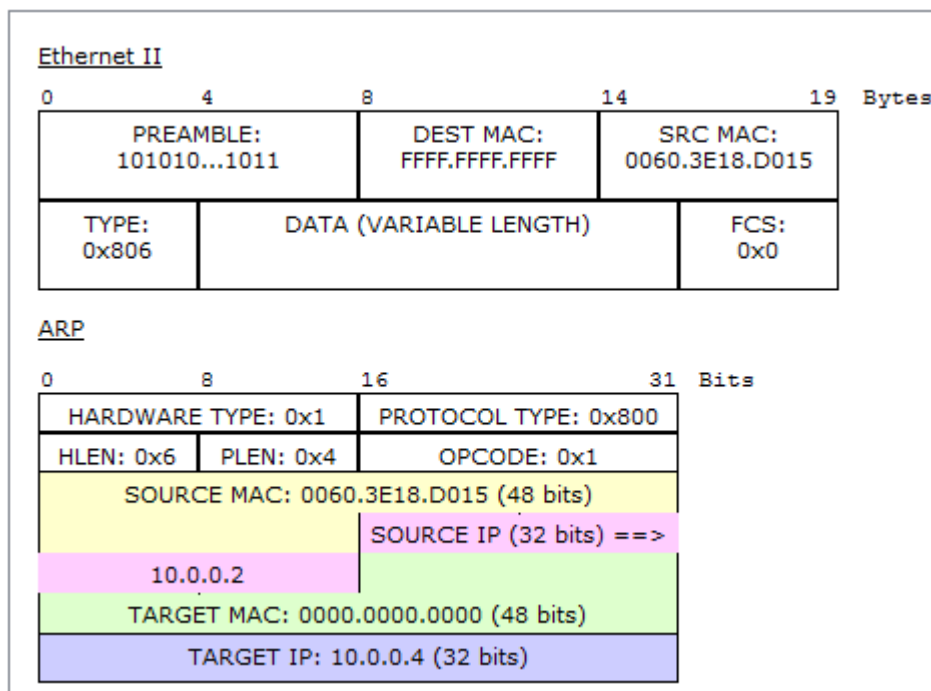 Ethernet II
0 4 8 14 19 Bytes
PREAMBLE: DEST MAC: SRC MAC:
101010...1011 FFFF.FFFF.FFFF 0060.3E18.D015
TYPE: DATA (VARIABLE LENGTH) FCS:
0x806 0x0
ARP
0 8 16 31 Bits
HARDWARE TYPE: 0x1 PROTOCOL TYPE: 0x800
HLEN: 0x6 PLEN: 0x4 OPCODE: 0x1
SOURCE MAC: 0060.3E18.D015 (48 bits)
SOURCE IP (32 bits) ==>
10.0.0.2
TARGET MAC: 0000.0000.0000 (48 bits)
TARGET IP: 10.0.0.4 (32 bits)